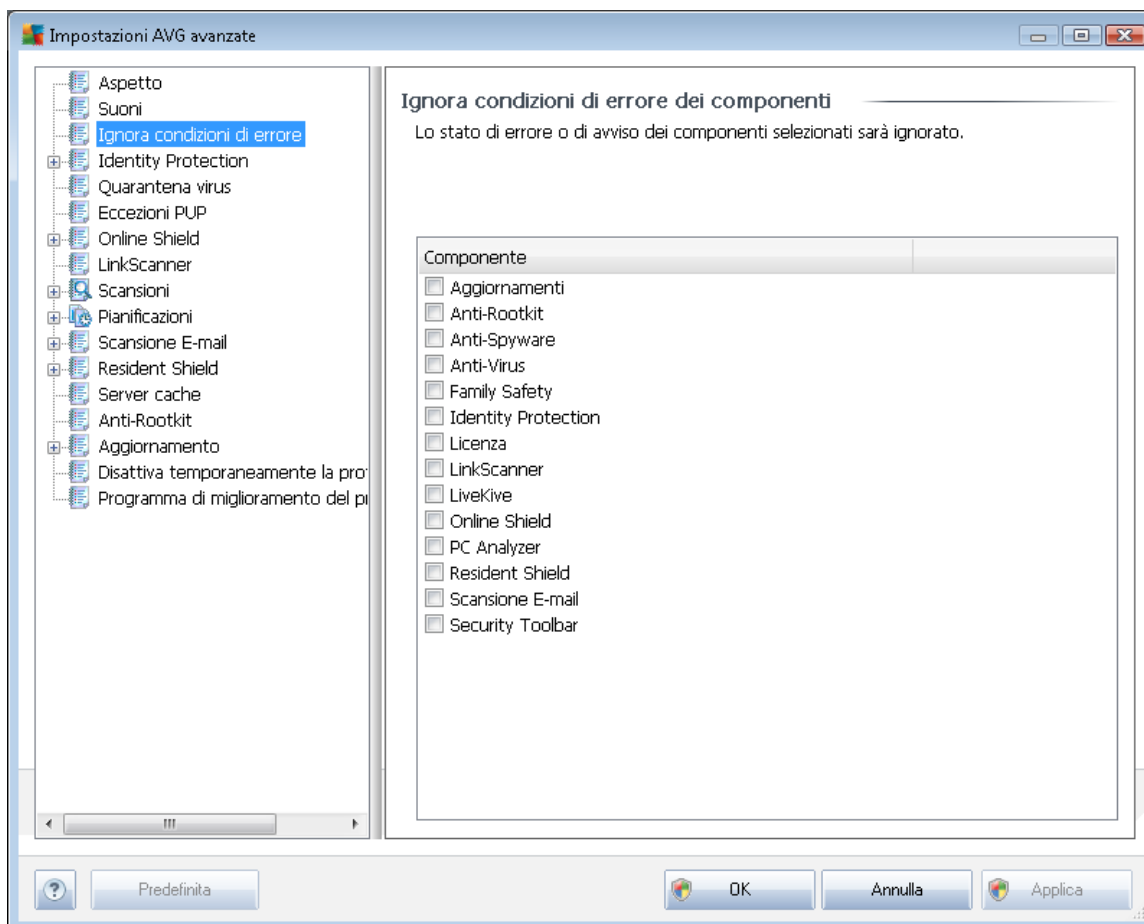 Impostazioni AVG avanzate
Aspetto
Suoni
Ignora condizioni di errore
Identity Protection
Quarantena virus
Eccezioni PUP
Online Shield
LinkScanner
Scansioni
Pianificazioni
Scansione E-mail
Resident Shield
Server cache
Anti-Rootkit
Aggiornamento
Disattiva temporaneamente la pro
Programma di miglioramento del p
Ignora condizioni di errore dei componenti
Lo stato di errore o di avviso dei componenti selezionati sarà ignorato.
Componente
Aggiornamenti
Anti-Rootkit
Anti-Spyware
Anti-Virus
Family Safety
Identity Protection
Licenza
LinkScanner
LiveKive
Online Shield
PC Analyzer
Resident Shield
Scansione E-mail
Security Toolbar
?
Predefinita
OK
Annulla
Applica